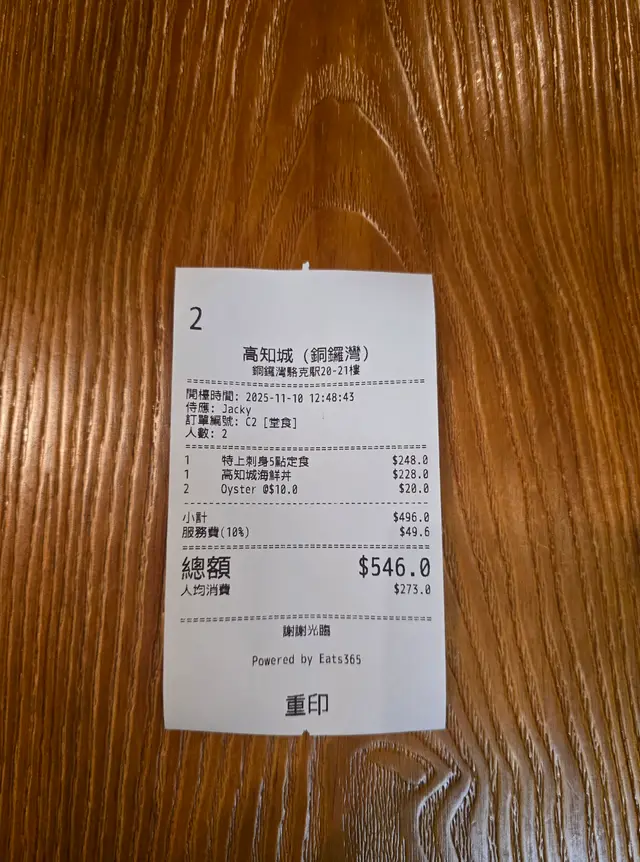 2
高知城 (銅鑼灣)
銅鑼灣駱克駅20-21樓
開檯時間: 2025-11-10 12:48:43
侍應: Jacky
訂單編號: C2 [堂食]
人數: 2
1 特上刺身5點定食 $248.0
1 高知城海鮮丼 $228.0
2 Oyster @$10.0 $20.0
小計 $496.0
服務費(10%) $49.6
總額 $546.0
人均消費 $273.0
謝謝光臨
Powered by Eats365
重印